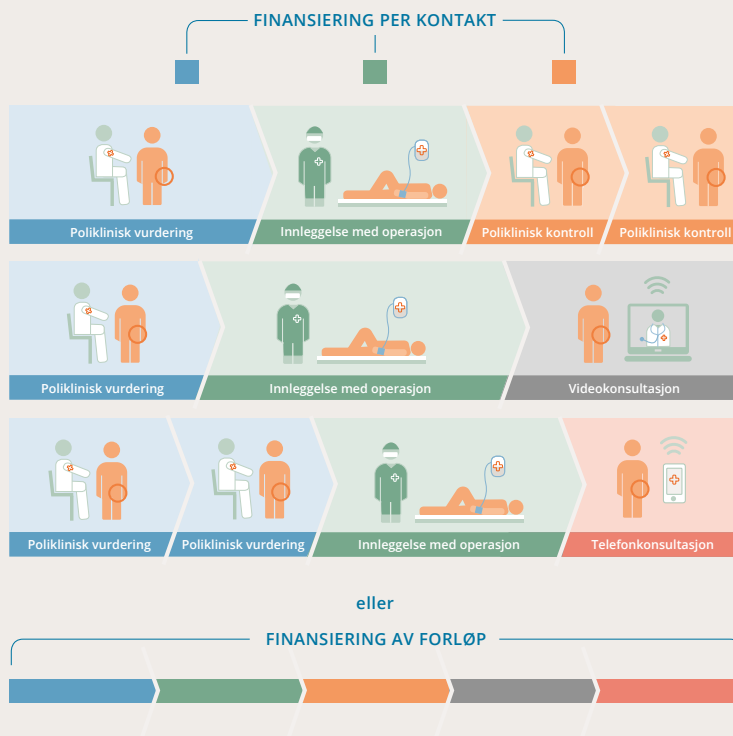 FINANSIERING PER KONTAKT
Poliklinisk vurdering
Innleggelse med operasjon
Poliklinisk kontroll
Poliklinisk kontroll
Poliklinisk vurdering
Innleggelse med operasjon
Videokonsultasjon
Poliklinisk vurdering
Poliklinisk vurdering
Innleggelse med operasjon
Telefonkonsultasjon
eller
FINANSIERING AV FORLØP